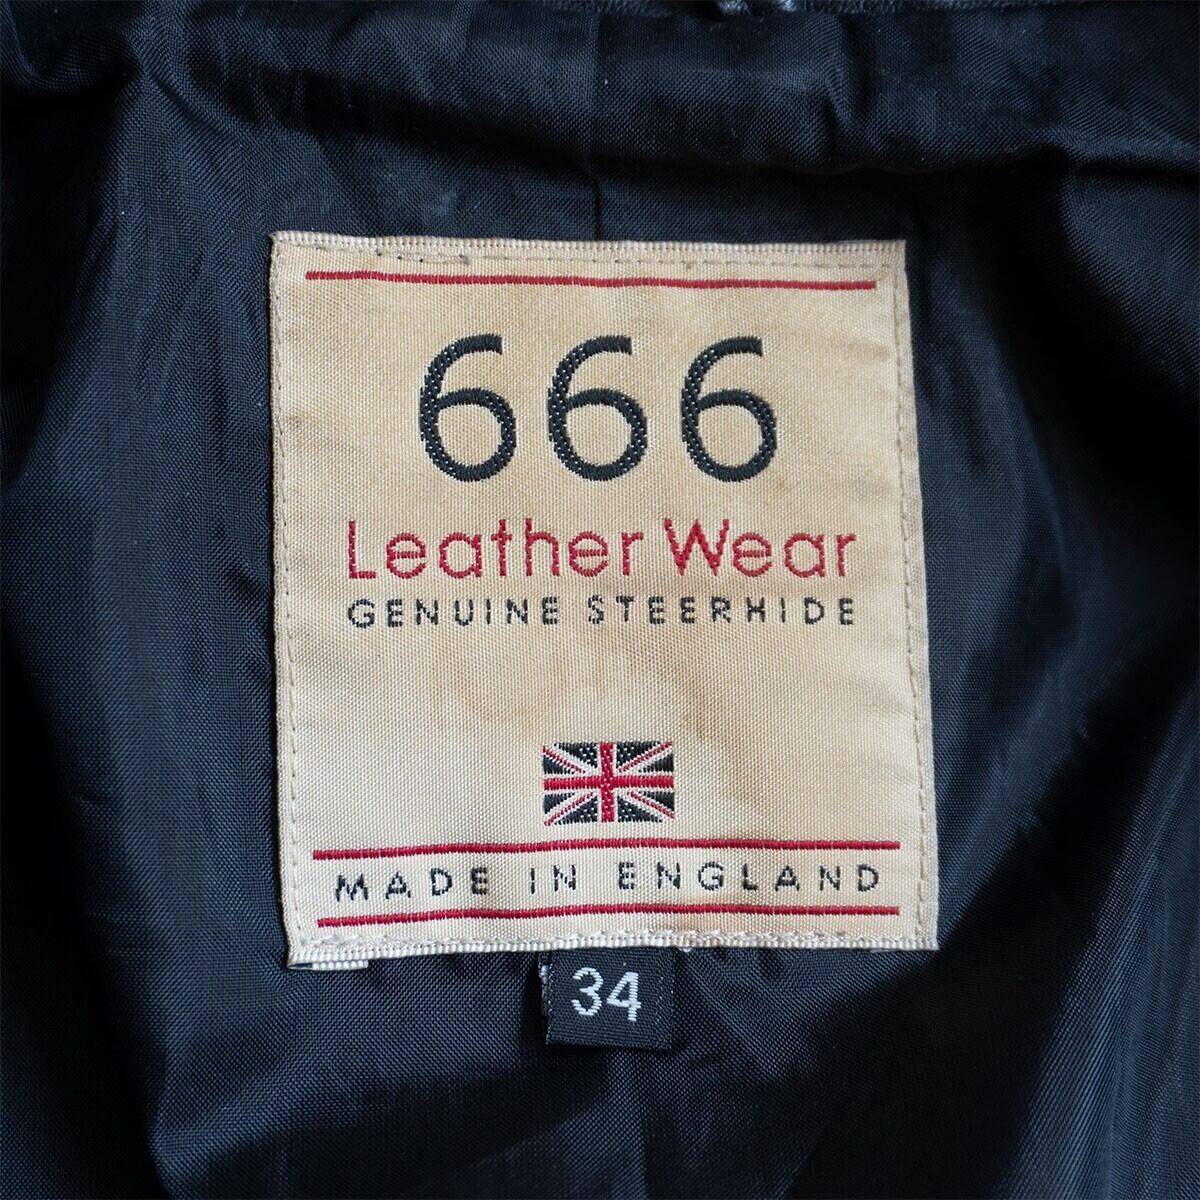 666
Leather Wear
GENUINE STEERHIDE
MADE IN ENGLAND
34